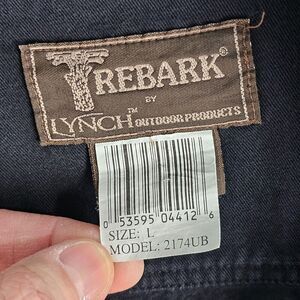 TREBARK®
BY
LYNCH™ OUTDOOR PRODUCTS
0 53595 04412 6
SIZE: L
MODEL: 2174UB